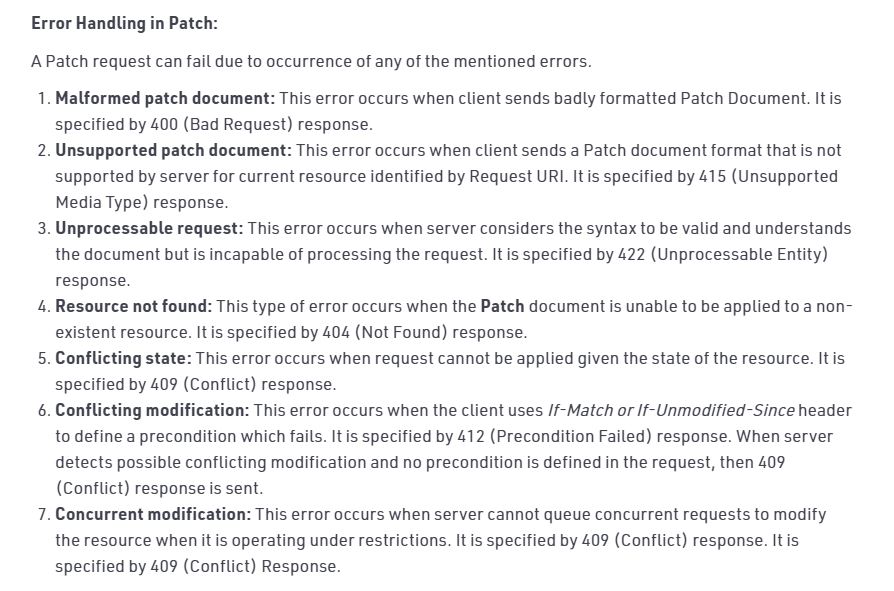 Error Handling in Patch:
A Patch request can fail due to occurrence of any of the mentioned errors.
1. Malformed patch document: This error occurs when client sends badly formatted Patch Document. It is
specified by 400 (Bad Request) response.
2. Unsupported patch document: This error occurs when client sends a Patch document format that is not
supported by server for current resource identified by Request URI. It is specified by 415 (Unsupported
Media Type) response.
3. Unprocessable request: This error occurs when server considers the syntax to be valid and understands
the document but is incapable of processing the request. It is specified by 422 (Unprocessable Entity)
response.
4. Resource not found: This type of error occurs when the Patch document is unable to be applied to a non-
existent resource. It is specified by 404 (Not Found) response.
5. Conflicting state: This error occurs when request cannot be applied given the state of the resource. It is
specified by 409 (Conflict) response.
6. Conflicting modification: This error occurs when the client uses If-Match or If-Unmodified-Since header
to define a precondition which fails. It is specified by 412 (Precondition Failed) response. When server
detects possible conflicting modification and no precondition is defined in the request, then 409
(Conflict) response is sent.
7. Concurrent modification: This error occurs when server cannot queue concurrent requests to modify
the resource when it is operating under restrictions. It is specified by 409 (Conflict) response. It is
specified by 409 (Conflict) Response.